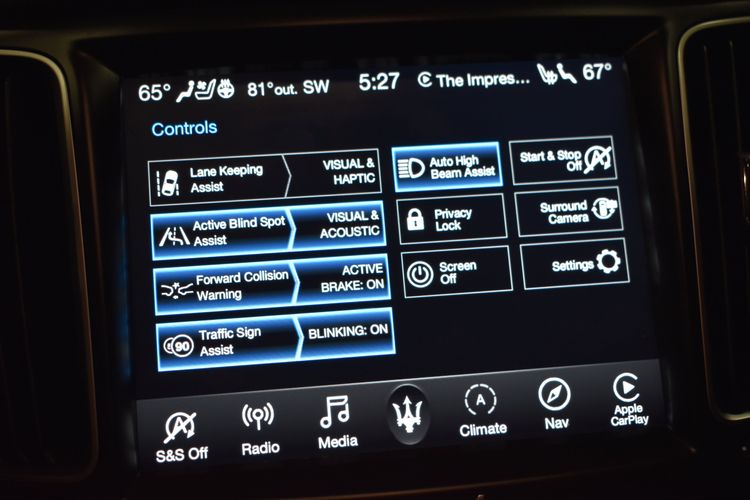 65° 81°out. SW 5:27 The Impres... 67°
Controls
Lane Keeping
Assist
VISUAL &
HAPTIC
Auto High
Beam Assist
Start & Stop
Off
Active Blind Spot
Assist
VISUAL &
ACOUSTIC
Privacy
Lock
Surround
Camera
Forward Collision
Warning
ACTIVE
BRAKE: ON
Screen
Off
Settings
90
Traffic Sign
Assist
BLINKING: ON
S&S Off
Radio
Media
A
Climate
Nav
Apple
CarPlay